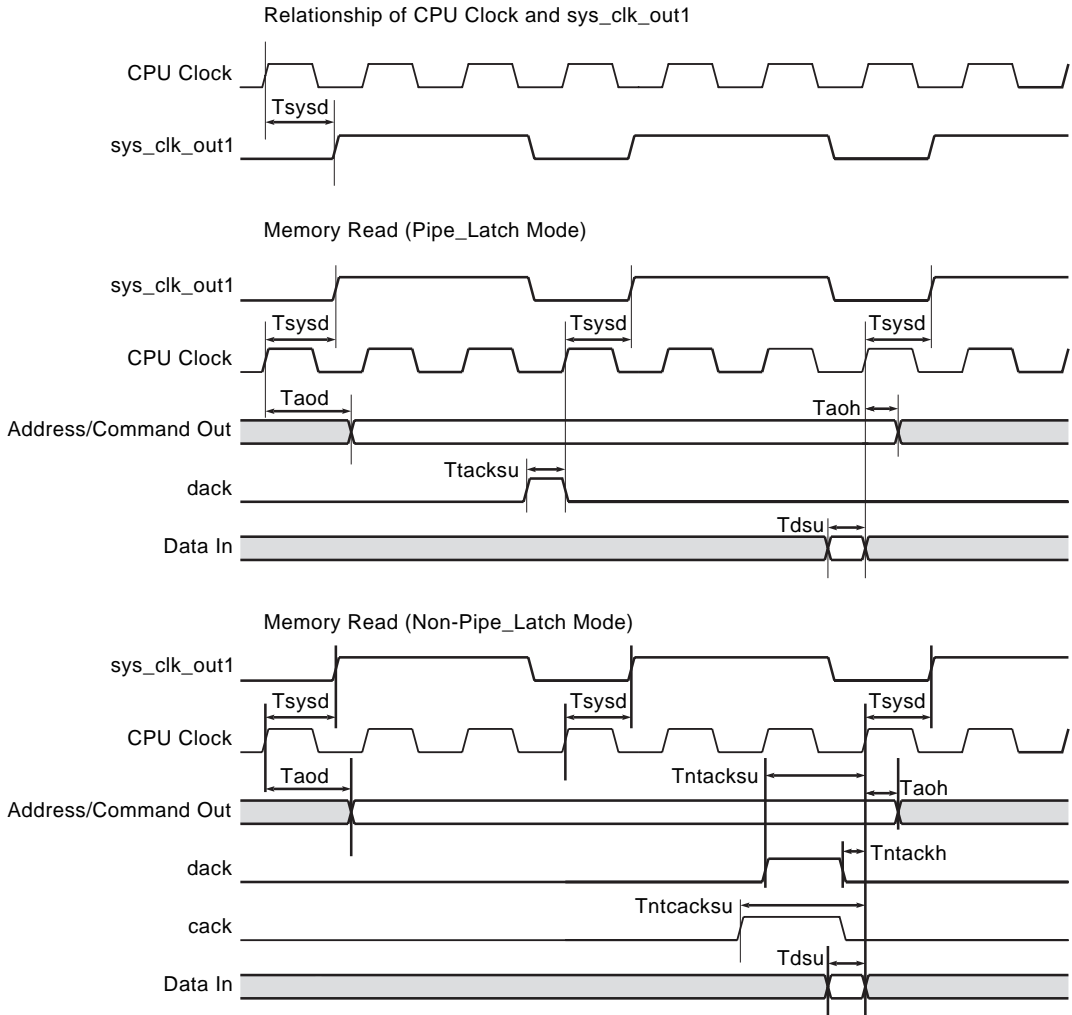 Relationship of CPU Clock and sys_clk_out1
CPU Clock
Tsysd
sys_clk_out1
Memory Read (Pipe_Latch Mode)
sys_clk_out1
Tsysd Tsysd Tsysd
CPU Clock
Taod Taoh
Address/Command Out
Ttacksu
dack
Tdsu
Data In
Memory Read (Non-Pipe_Latch Mode)
sys_clk_out1
Tsysd Tsysd Tsysd
CPU Clock
Taod Tntacksu Taoh
Address/Command Out
Tntackh
dack
Tntcacksu
cack
Tdsu
Data In